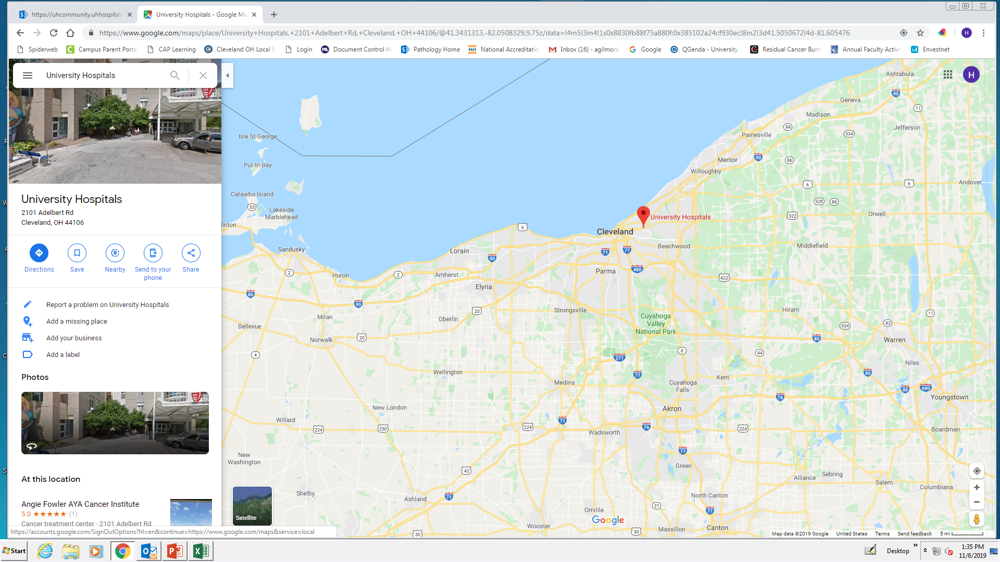 https://uhcommunity.uhhospitals
University Hospitals - Google Ma
https://www.google.com/maps/place/University+Hospitals,+2101+Adelbert+Rd,+Cleveland,+OH+44106/@41.3431313,-82.0508329,9.75z/data=!4m5!3m4!1s0x8830fb88f75a880f:0x385102a24cf930ec!8m2!3d41.5050672!4d-81.605476
H
Spiderweb
Campus Parent Porta
CAP Learning
Cleveland OH Local N
Login
Document Control H
Pathology Home
National Accreditatio
Inbox (16) - agilmore
Google
QGenda - University
Residual Cancer Burd
Annual Faculty Activi
Envestnet
University Hospitals
University Hospitals
2101 Adelbert Rd
Cleveland, OH 44106
Directions
Save
Nearby
Send to your
phone
Share
Report a problem on University Hospitals
Add a missing place
Add your business
Add a label
Photos
At this location
Angie Fowler AYA Cancer Institute
5.0 ★★★★★ (1)
Cancer treatment center · 2101 Adelbert Rd
https://accounts.google.com/SignOutOptions?hl=en&continue=https://www.google.com/maps&service=local
H
Ashtabula
90
Geneva
11
Madison
84
Jefferson
534
Isle St George
Painesville
90
Mentor
86
Put-In-Bay
Willoughby
6
6
Andover
Catawba Island
528
86
53
Lakeside
Marblehead
Orwell
322
University Hospitals
linton
6
Cleveland
Beachwood
Middlefield
Sandusky
Lorain
90
71
77
480
2
Huron
2
Amherst
Parma
422
Elyria
80
90
20
Strongsville
Hiram
11
Milan
Oberlin
Cuyahoga
Valley
National Park
Bellevue
534
82
20
80
Norwalk
Warren
4
8
44
271
Niles
Wellington
77
Kent
80
Medina
Cuyahoga
Falls
80
680
76
Youngstown
New London
Akron
Willard
71
224
250
224
76
224
Wadsworth
Boardman
77
New
Washington
Green
42
Alliance
Sebring
Salem
Columbiana
Shelby
Ashland
71
North Canton
21
77
Orrville
Satellite
Google
Wooster
Massillon
Canton
30
30
Map data ©2019 Google
United States
Terms
Send feedback
5 mi
Start
Desktop
1:35 PM
11/6/2019